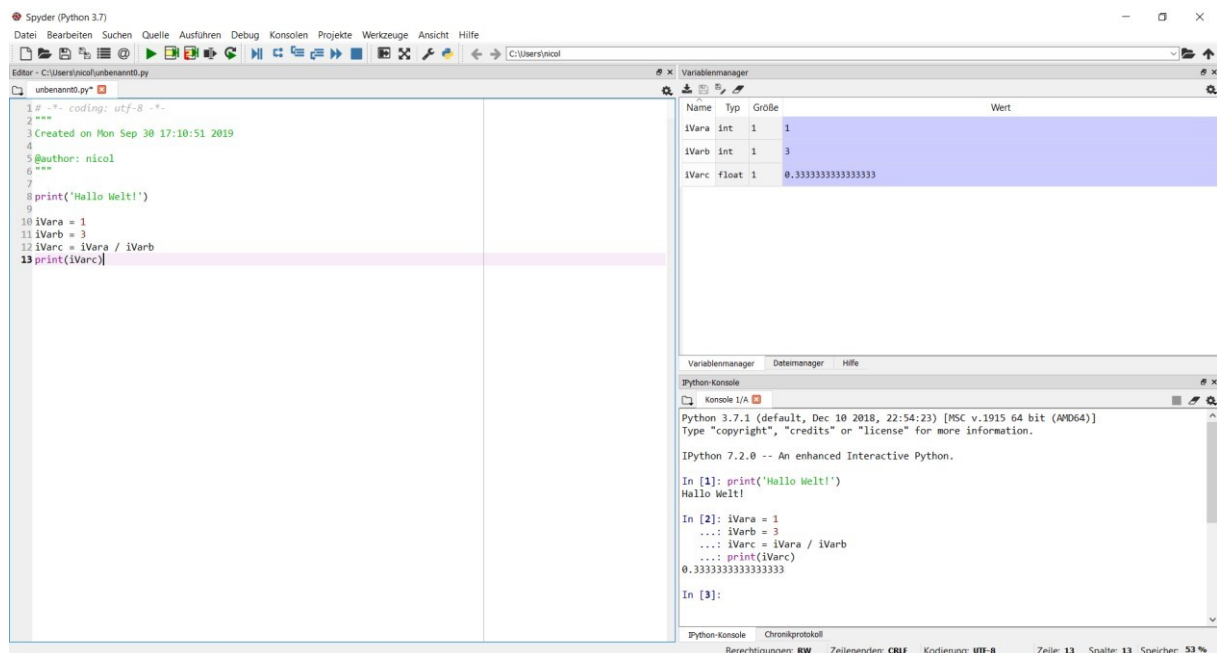 Spyder (Python 3.7)
Datei Bearbeiten Suchen Quelle Ausführen Debug Konsolen Projekte Werkzeuge Ansicht Hilfe
C:\Users\nicol
Editor - C:\Users\nicol\unbenannt0.py
unbenannt0.py*
1 # -*- coding: utf-8 -*-
2 """
3 Created on Mon Sep 30 17:10:51 2019
4
5 @author: nicol
6 """
7
8 print('Hallo Welt!')
9
10 iVara = 1
11 iVarb = 3
12 iVarc = iVara / iVarb
13 print(iVarc)
Variablenmanager
Name Typ Größe Wert
iVara int 1 1
iVarb int 1 3
iVarc float 1 0.3333333333333333
Variablenmanager Dateimanager Hilfe
IPython-Konsole
Konsole 1/A
Python 3.7.1 (default, Dec 10 2018, 22:54:23) [MSC v.1915 64 bit (AMD64)]
Type "copyright", "credits" or "license" for more information.
IPython 7.2.0 -- An enhanced Interactive Python.
In [1]: print('Hallo Welt!')
Hallo Welt!
In [2]: iVara = 1
...: iVarb = 3
...: iVarc = iVara / iVarb
...: print(iVarc)
0.3333333333333333
In [3]:
IPython-Konsole Chronikprotokoll
Berechtigungen: RW Zeilenenden: CRLF Kodierung: UTF-8 Zeile: 13 Spalte: 13 Speicher: 53 %